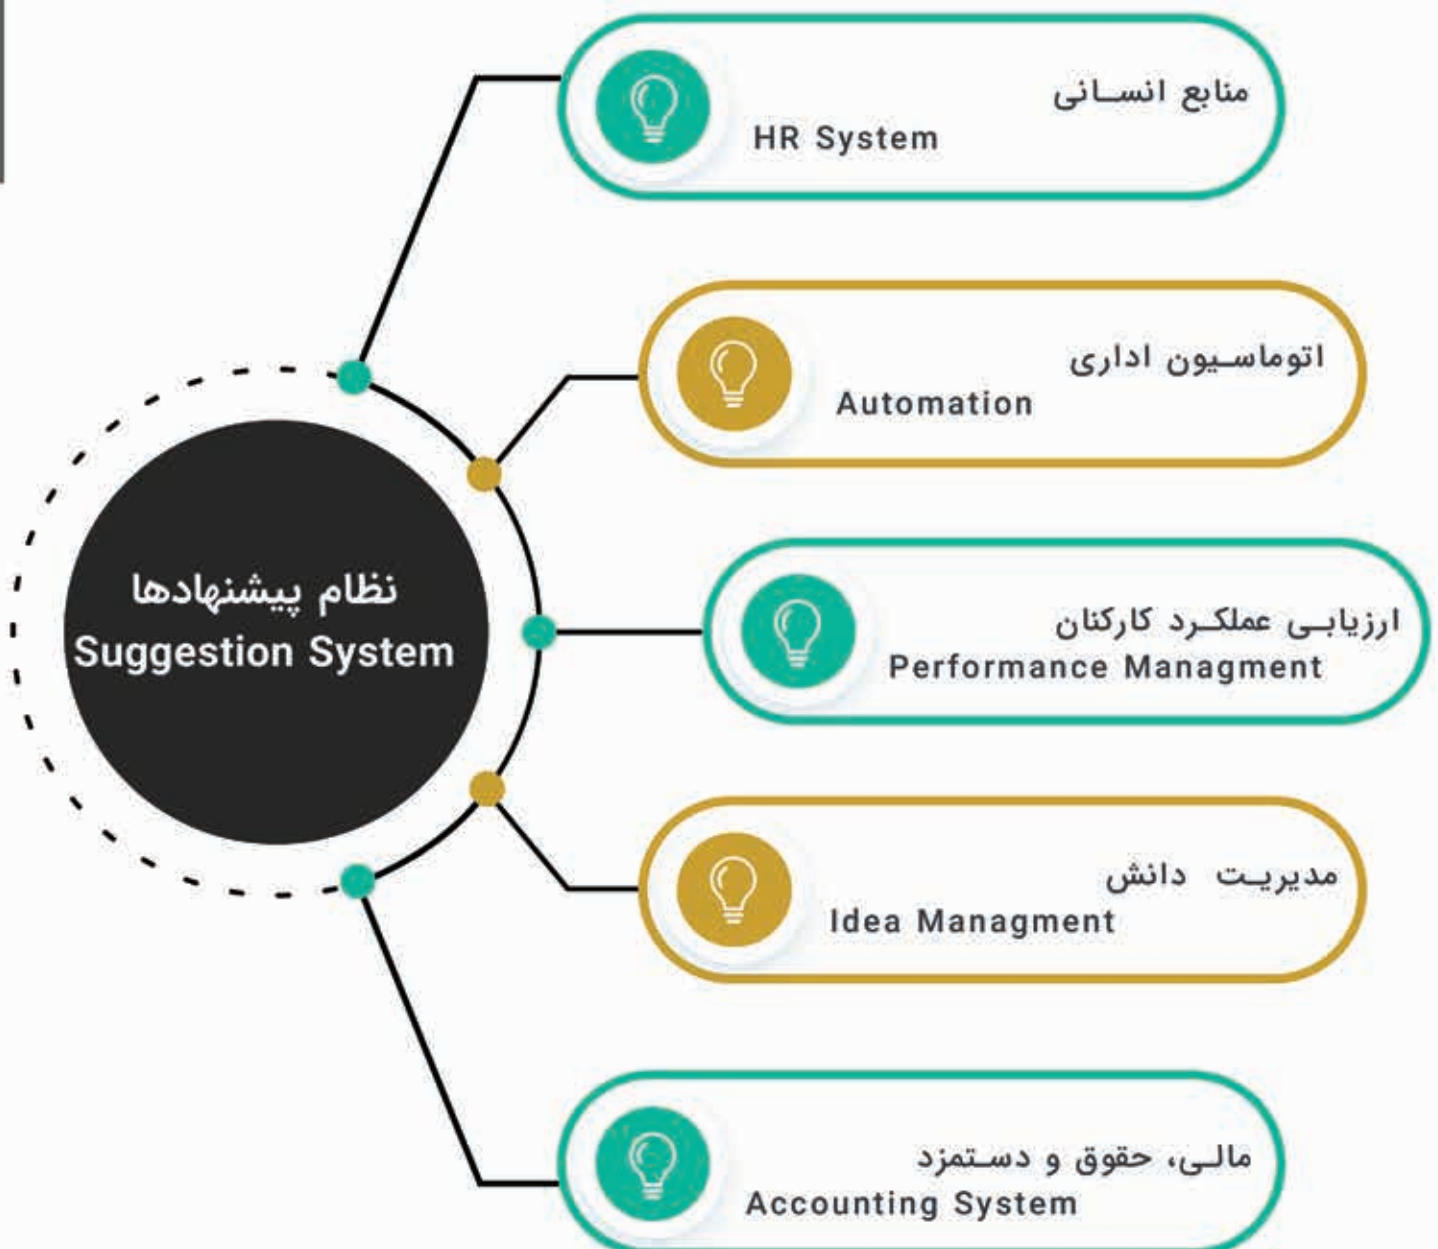 منابع انسانی
HR System
اتوماسیون اداری
Automation
نظام پیشنهادها
Suggestion System
ارزیابی عملکرد کارکنان
Performance Managment
مدیریت دانش
Idea Managment
مالی، حقوق و دستمزد
Accounting System